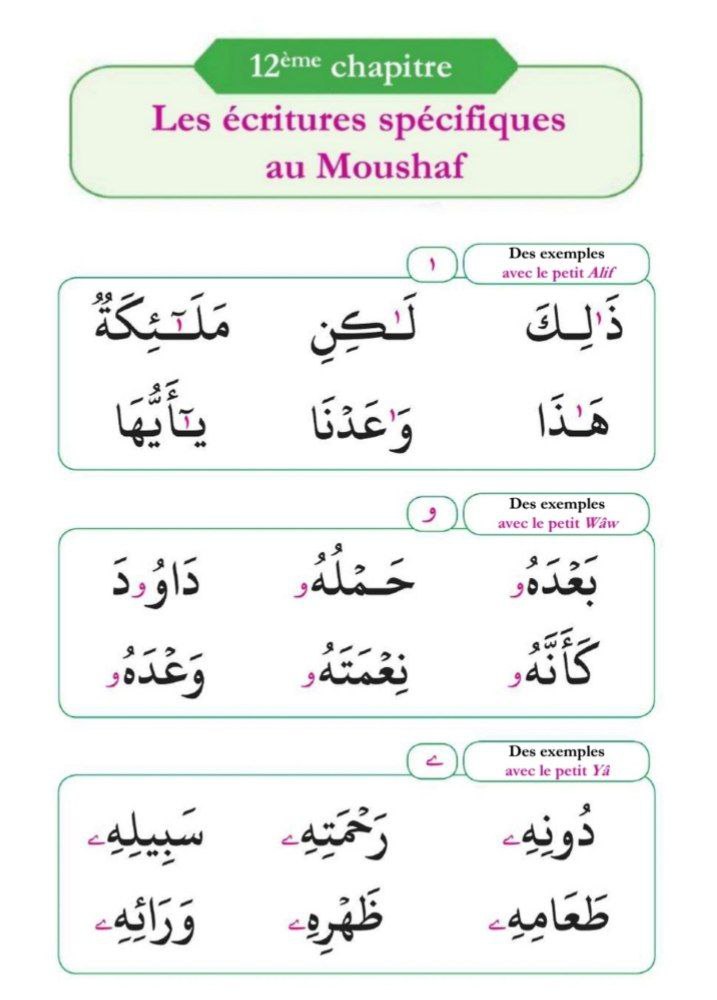 12ème chapitre
Les écritures spécifiques
au Moushaf
Des exemples
avec le petit Alif
ا
ذَٰلِكَ لَٰكِنِ مَلَٰٓئِكَةٌ
هَٰذَا وَٰعَدْنَا يَٰٓأَيُّهَا
Des exemples
avec le petit Wâw
و
بَعْدَهُۥ حَمْلُهُۥ دَاوُۥدَ
كَأَنَّهُۥ نِعْمَتَهُۥ وَعْدَهُۥ
Des exemples
avec le petit Yâ
ے
دُونِهِۦ رَحْمَتِهِۦ سَبِيلِهِۦ
طَعَامِهِۦ ظَهْرِهِۦ وَرَائِهِۦ